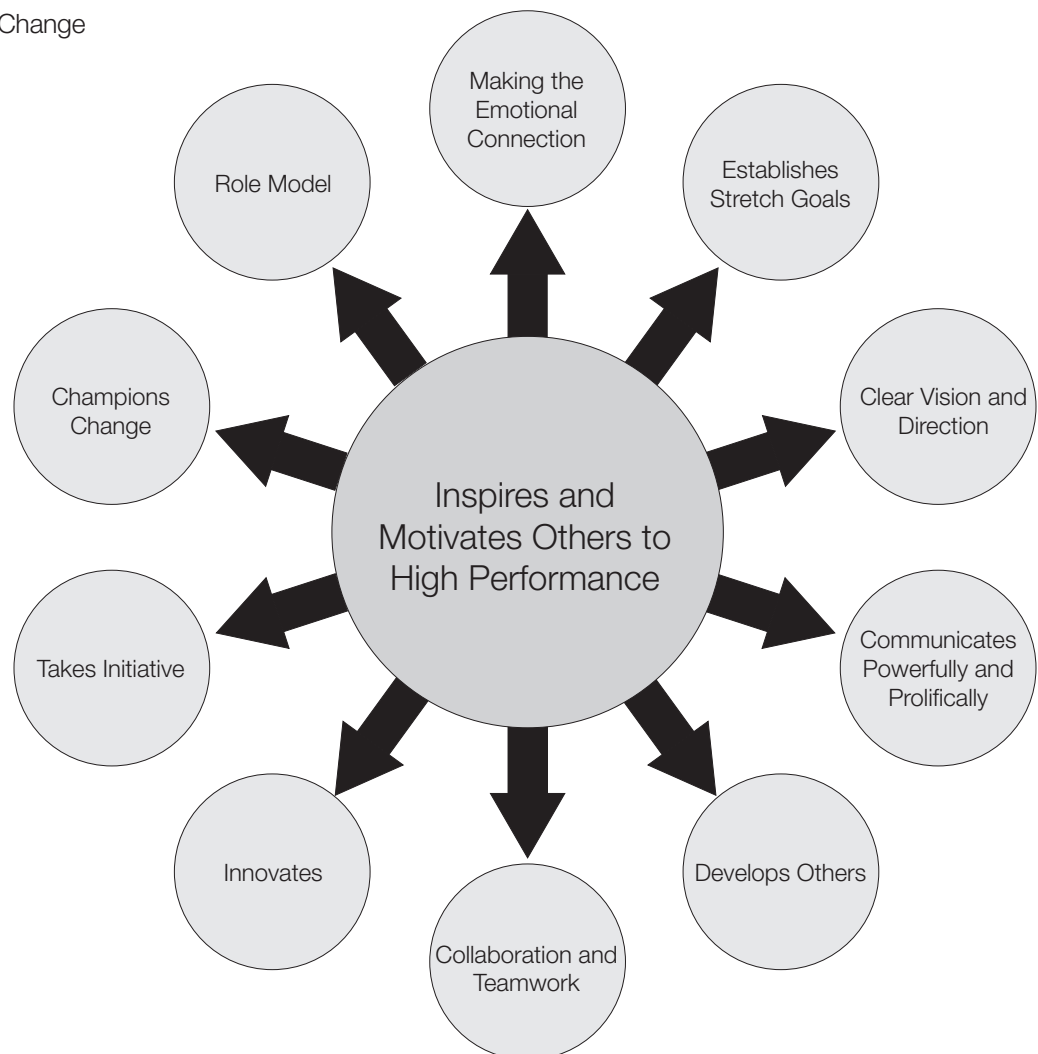 Change
Making the
Emotional
Connection
Establishes
Stretch Goals
Clear Vision and
Direction
Communicates
Powerfully and
Prolifically
Develops Others
Collaboration and
Teamwork
Innovates
Takes Initiative
Champions
Change
Role Model
Inspires and
Motivates Others to
High Performance